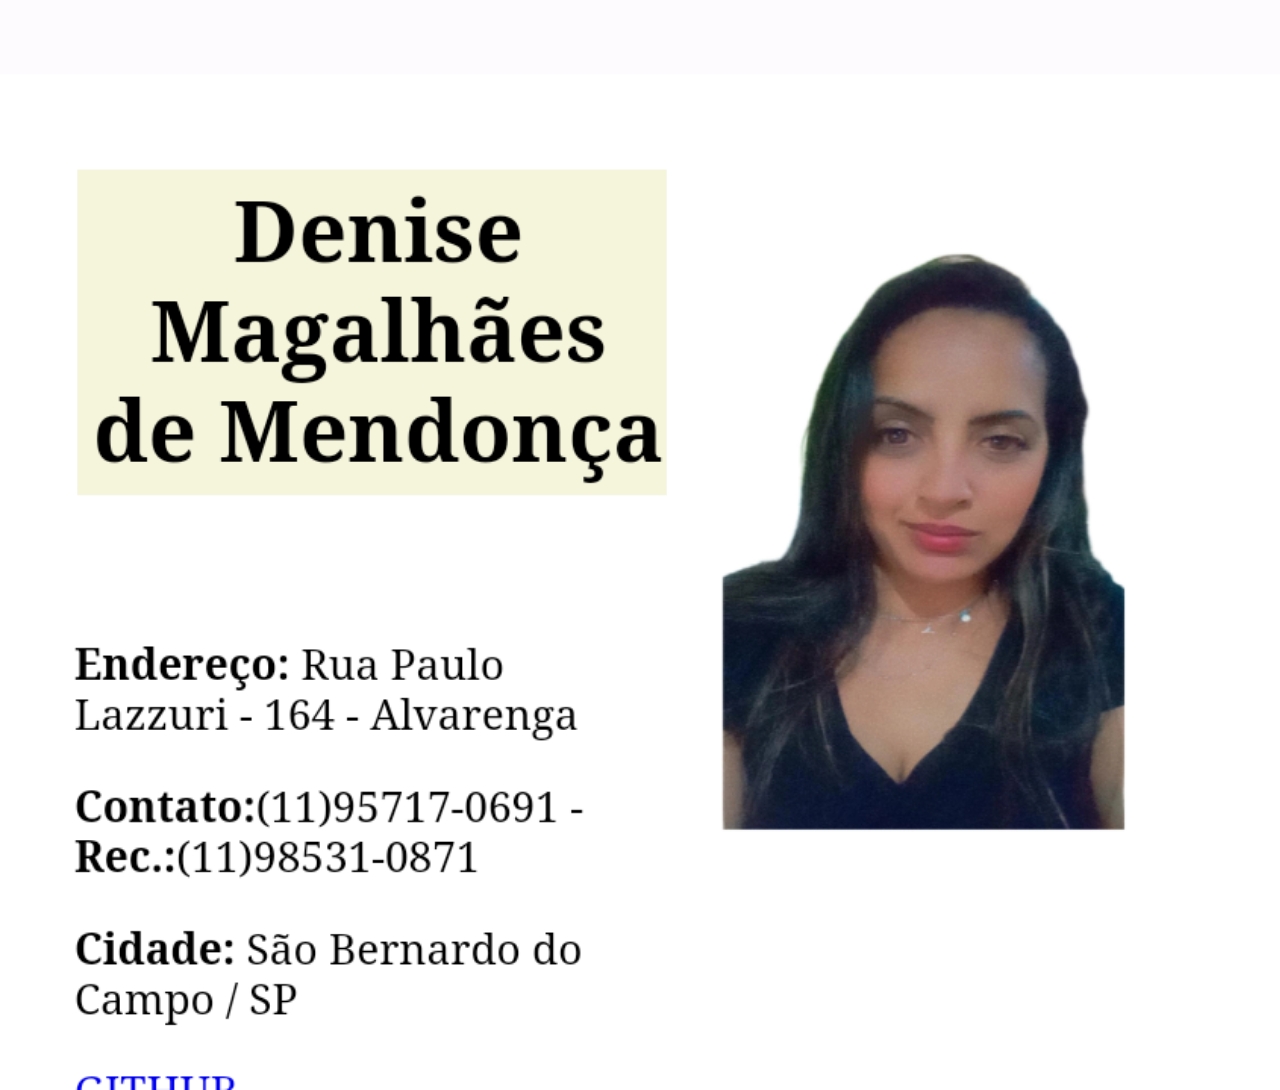 Denise
Magalhães
de Mendonça
Endereço: Rua Paulo
Lazzuri - 164 - Alvarenga
Contato:(11)95717-0691 -
Rec.:(11)98531-0871
Cidade: São Bernardo do
Campo / SP
GITHUB